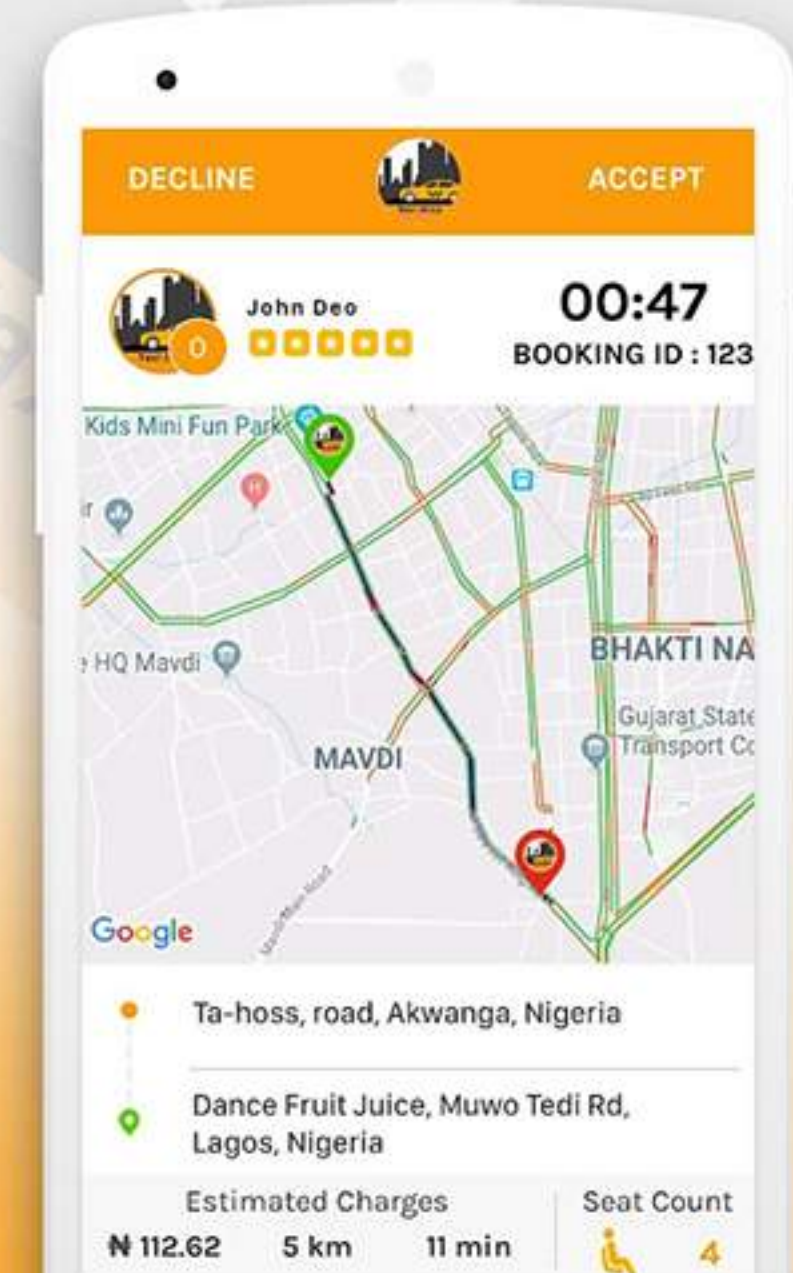 DECLINE
ACCEPT
John Deo
00:47
0
BOOKING ID : 123
Kids Mini Fun Park
H
HQ Mavdi
BHAKTI NA
Gujarat State
Transport Co
MAVDI
Google
Ta-hoss, road, Akwanga, Nigeria
Dance Fruit Juice, Muwo Tedi Rd,
Lagos, Nigeria
Estimated Charges
Seat Count
₦ 112.62 5 km 11 min
4